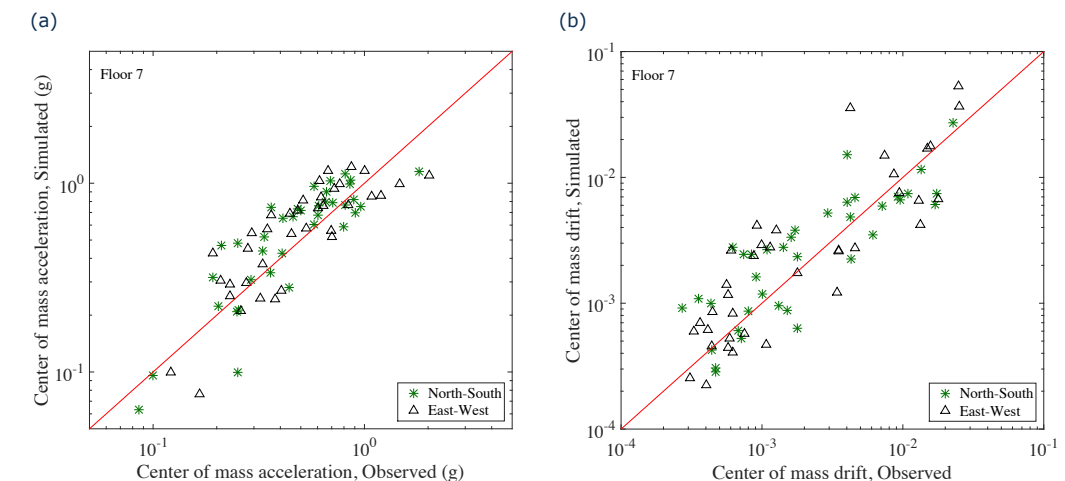 (a)
Floor 7
Center of mass acceleration, Simulated (g)
10^0
10^-1
North-South
East-West
10^-1
10^0
Center of mass acceleration, Observed (g)
(b)
10^-1
Floor 7
Center of mass drift, Simulated
10^-2
10^-3
North-South
East-West
10^-4
10^-4
10^-3
10^-2
10^-1
Center of mass drift, Observed